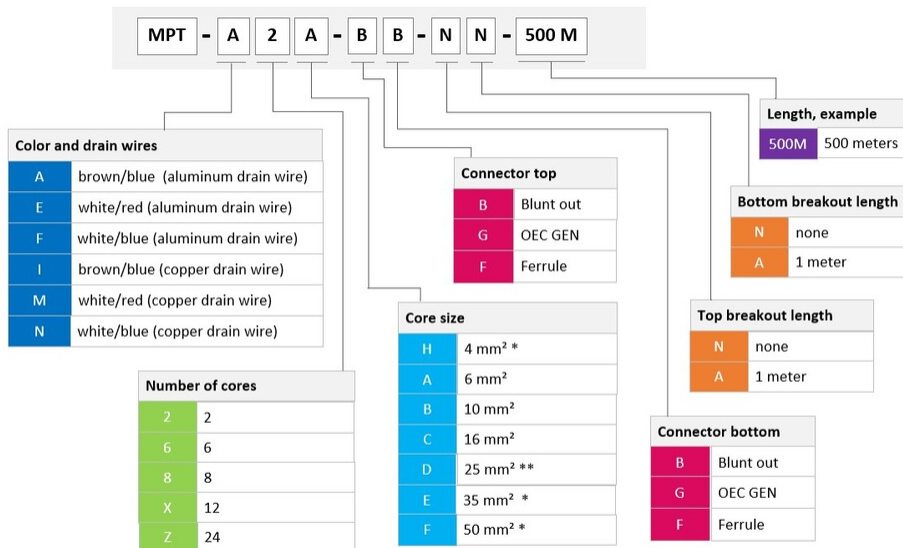 MPT - A 2 A - B B - N N - 500 M
Length, example
500M 500 meters
Color and drain wires
A brown/blue (aluminum drain wire)
E white/red (aluminum drain wire)
F white/blue (aluminum drain wire)
I brown/blue (copper drain wire)
M white/red (copper drain wire)
N white/blue (copper drain wire)
Connector top
B Blunt out
G OEC GEN
F Ferrule
Bottom breakout length
N none
A 1 meter
Core size
H 4 mm² *
A 6 mm²
B 10 mm²
C 16 mm²
D 25 mm² **
E 35 mm² *
F 50 mm² *
Top breakout length
N none
A 1 meter
Number of cores
2 2
6 6
8 8
X 12
Z 24
Connector bottom
B Blunt out
G OEC GEN
F Ferrule